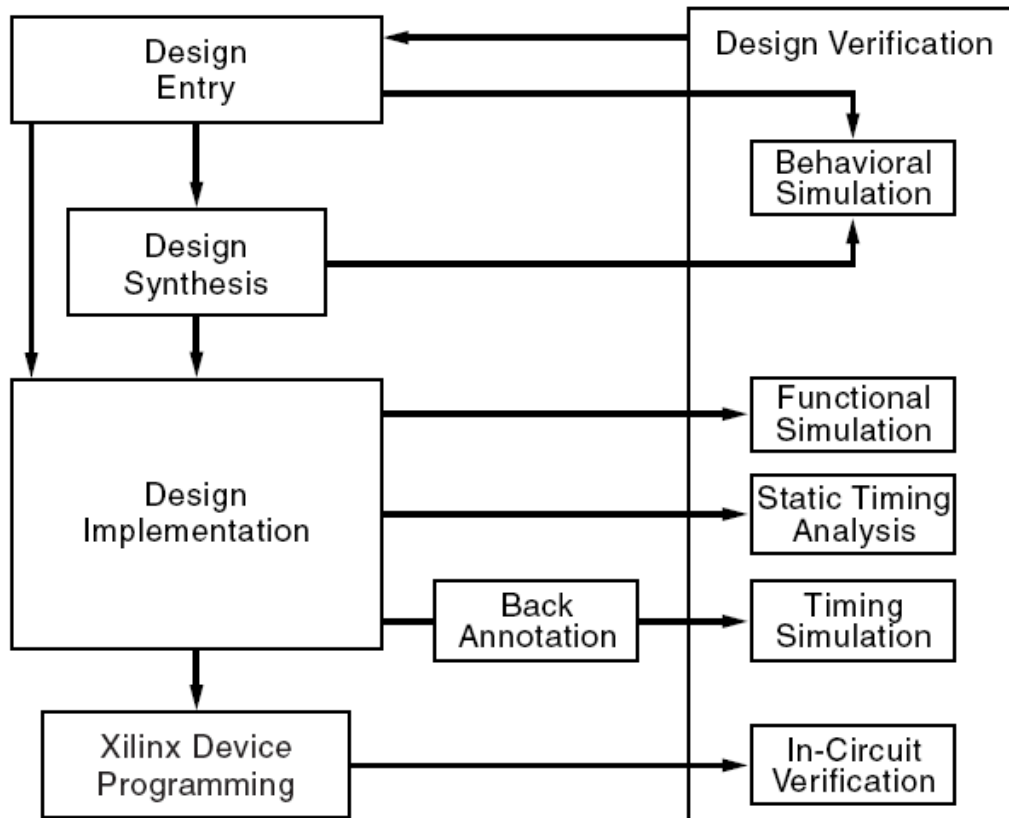 Design
Entry
Design Verification
Behavioral
Simulation
Design
Synthesis
Functional
Simulation
Design
Implementation
Static Timing
Analysis
Back
Annotation
Timing
Simulation
Xilinx Device
Programming
In-Circuit
Verification